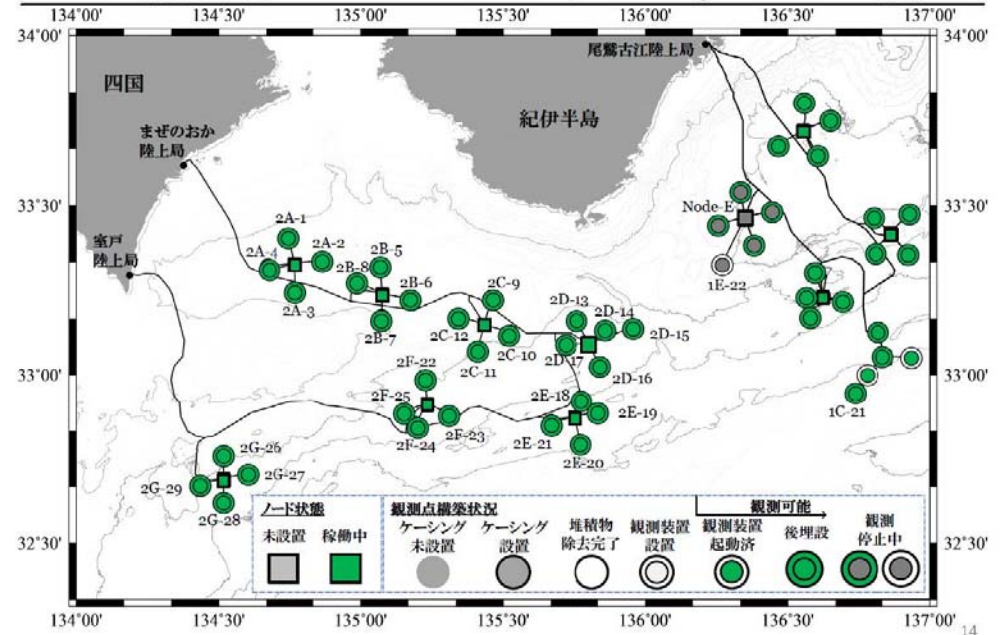 134°00' 134°30' 135°00' 135°30' 136°00' 136°30' 137°00'
34°00' 34°00'
尾鷲古江陸上局
四国
紀伊半島
まぜのおか
陸上局
33°30' 33°30'
Node-E
2A-1
2A-4
2A-2
2A-3
室戸
陸上局
2B-5
2B-8
2B-6
2B-7
1E-22
2C-9
2C-12
2C-10
2C-11
2D-13
2D-14
2D-15
2D-17
2D-16
33°00' 33°00'
2F-22
2F-25
2F-23
2F-24
2E-18
2E-19
2E-21
2E-20
1C-21
2G-26
2G-27
2G-29
2G-28
32°30' 32°30'
ノード状態
未設置
稼働中
観測点構築状況
観測可能
ケーシング
未設置
ケーシング
設置
堆積物
除去完了
観測装置
設置
観測装置
起動済
後埋設
観測
停止中
134°00' 134°30' 135°00' 135°30' 136°00' 136°30' 137°00'
14